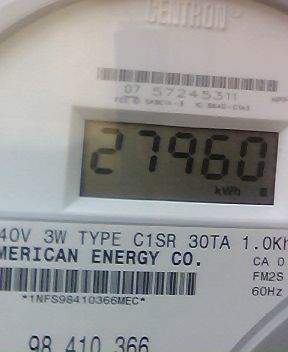 CENTRON
07 57245311
27960
kWh
40V 3W TYPE C1SR 30TA 1.0Kh
MERICAN ENERGY CO.
CA 0
FM2S
60Hz
*1NFS98410366MEC*
98 410 366